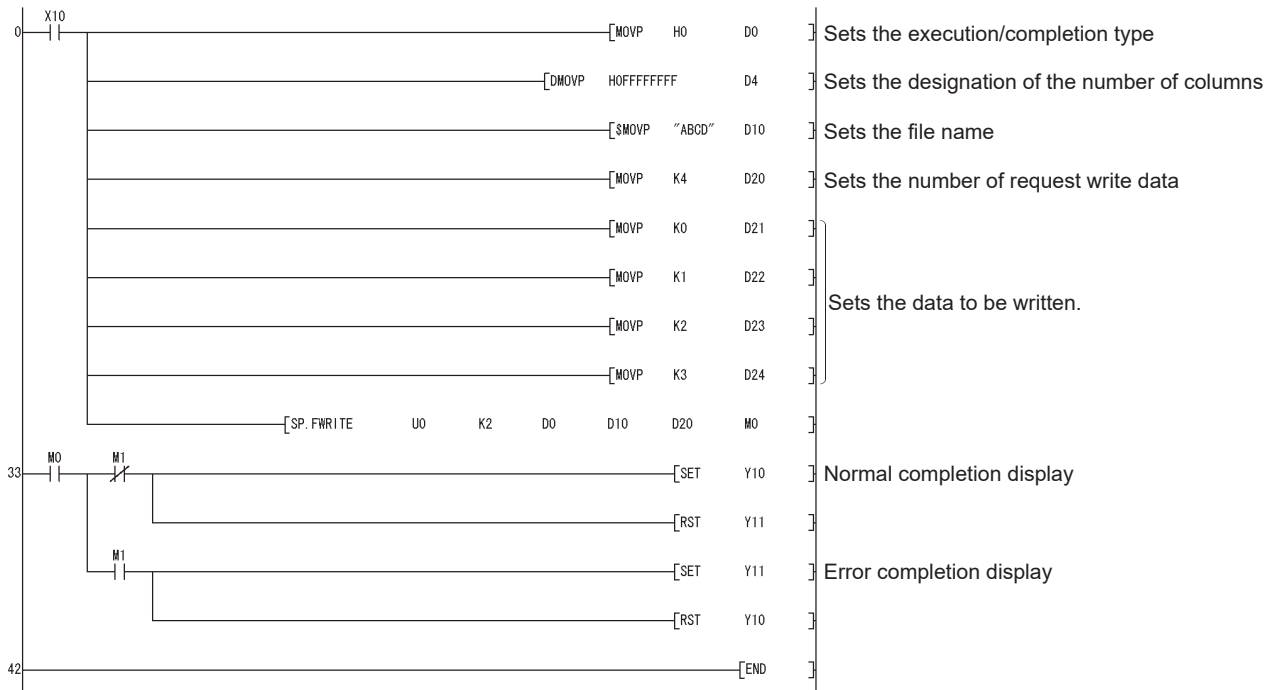 X10
0 [MOVP H0 D0 ] Sets the execution/completion type
[DMOVP H0FFFFFFFF D4 ] Sets the designation of the number of columns
[$MOVP "ABCD" D10 ] Sets the file name
[MOVP K4 D20 ] Sets the number of request write data
[MOVP K0 D21 ]
[MOVP K1 D22 ]
Sets the data to be written.
[MOVP K2 D23 ]
[MOVP K3 D24 ]
[SP.FWRITE U0 K2 D0 D10 D20 M0 ]
M0 M1
33 [SET Y10 ] Normal completion display
[RST Y11 ]
M1
[SET Y11 ] Error completion display
[RST Y10 ]
42 [END ]